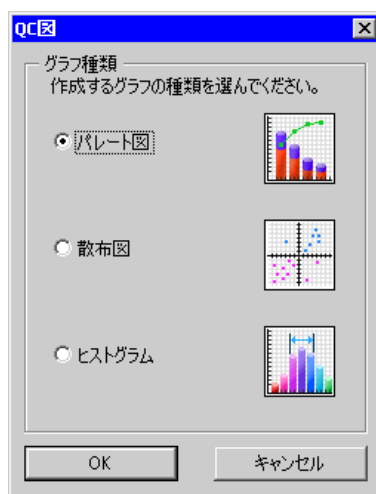 QC図
グラフ種類
作成するグラフの種類を選んでください。
パレート図
散布図
ヒストグラム
OK
キャンセル